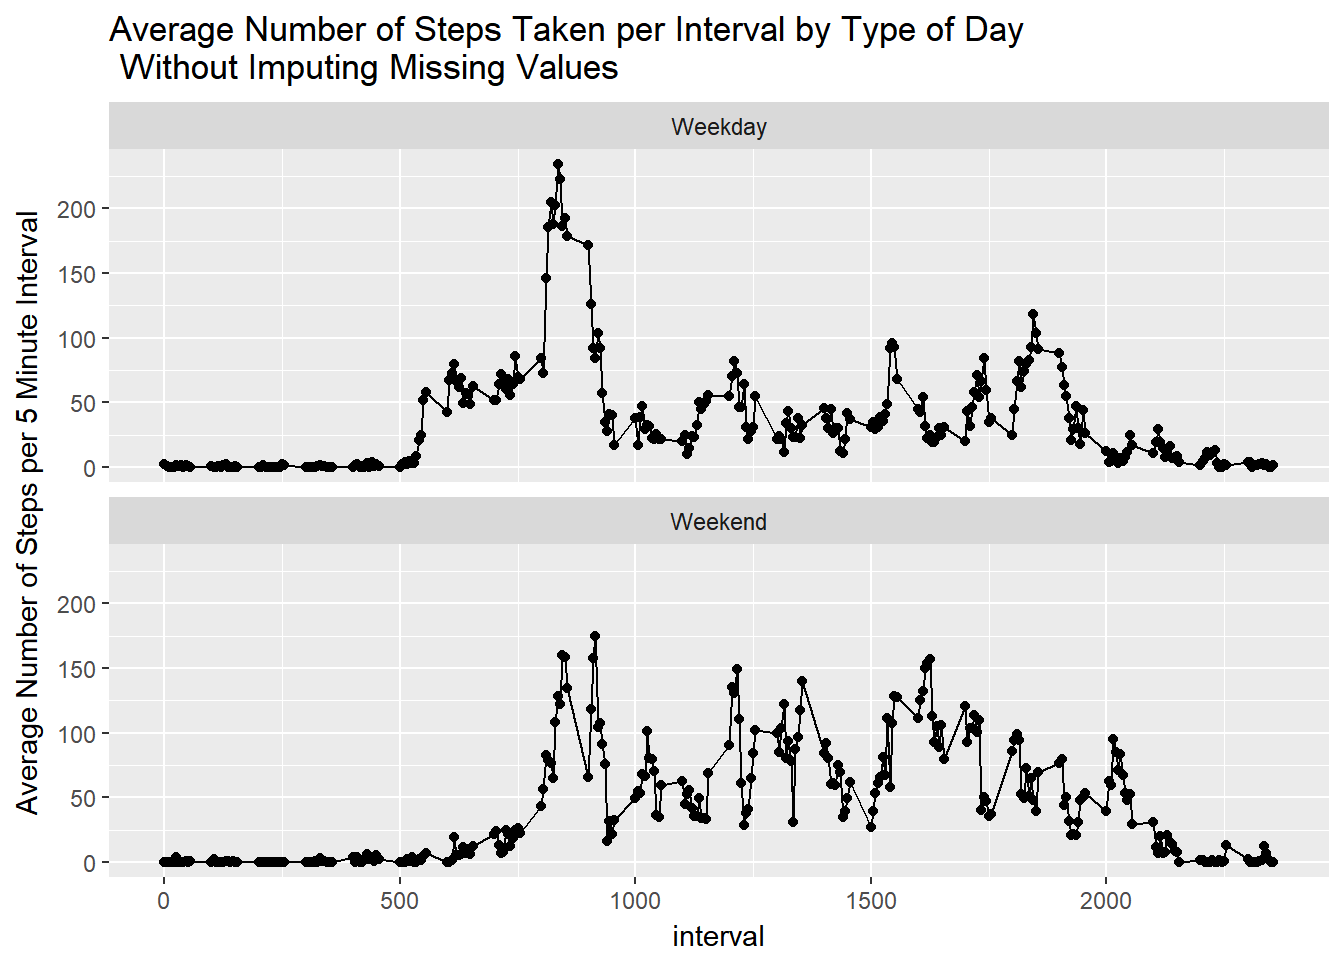 Average Number of Steps Taken per Interval by Type of Day
Without Imputing Missing Values
Weekday
200
150
100
50
0
Weekend
200
150
100
50
0
0 500 1000 1500 2000
interval
Average Number of Steps per 5 Minute Interval